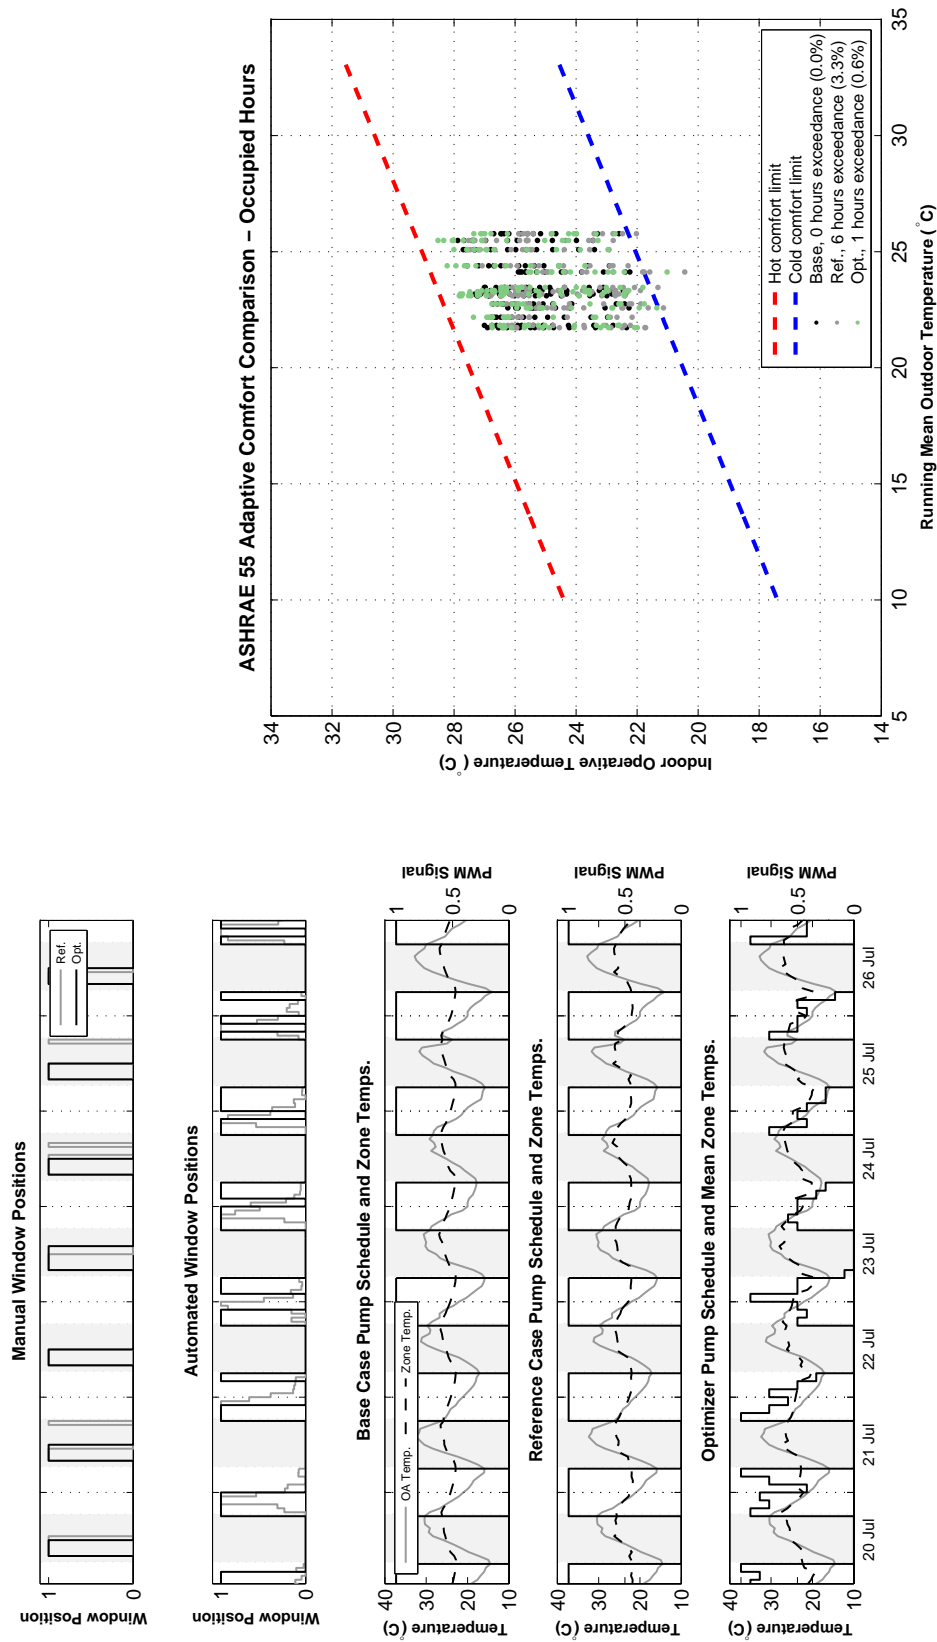 Manual Window Positions
Window Position
1
0
Ref.
Opt.
Automated Window Positions
Window Position
1
0
Base Case Pump Schedule and Zone Temps.
Temperature (°C)
40
30
20
10
OA Temp.
Zone Temp.
1
0.5
0
PWM Signal
Reference Case Pump Schedule and Zone Temps.
Temperature (°C)
40
30
20
10
1
0.5
0
PWM Signal
Optimizer Pump Schedule and Mean Zone Temps.
Temperature (°C)
40
30
20
10
1
0.5
0
PWM Signal
20 Jul
21 Jul
22 Jul
23 Jul
24 Jul
25 Jul
26 Jul
ASHRAE 55 Adaptive Comfort Comparison – Occupied Hours
Indoor Operative Temperature (°C)
34
32
30
28
26
24
22
20
18
16
14
5
10
15
20
25
30
35
Running Mean Outdoor Temperature (°C)
Hot comfort limit
Cold comfort limit
Base, 0 hours exceedance (0.0%)
Ref., 6 hours exceedance (3.3%)
Opt., 1 hours exceedance (0.6%)